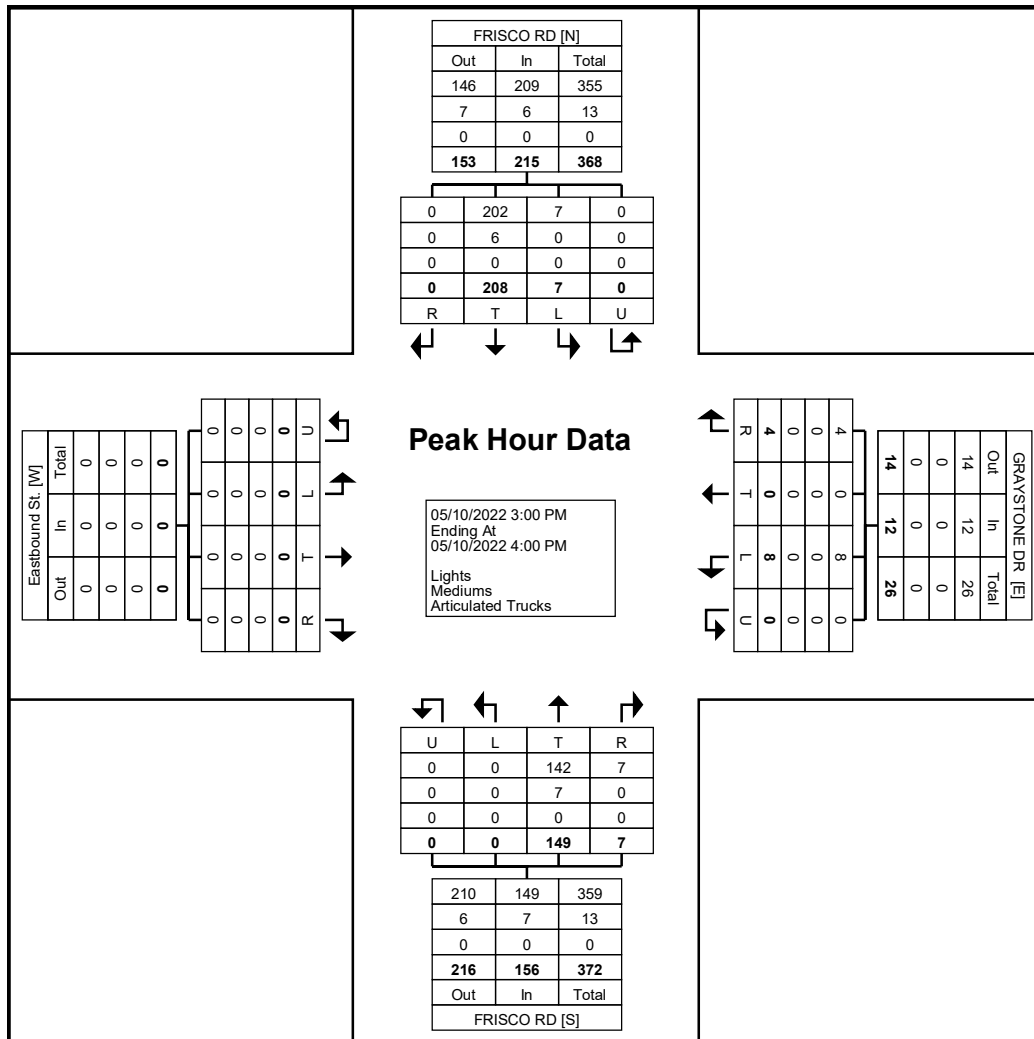 FRISCO RD [N]
Out In Total
146 209 355
7 6 13
0 0 0
153 215 368
0 202 7 0
0 6 0 0
0 0 0 0
0 208 7 0
R T L U
Eastbound St. [W]
Total In Out
0 0 0
0 0 0
0 0 0
0 0 0
0 0 0 0
0 0 0 0
0 0 0 0
0 0 0 0
U L T R
Peak Hour Data
05/10/2022 3:00 PM
Ending At
05/10/2022 4:00 PM
Lights
Mediums
Articulated Trucks
GRAYSTONE DR [E]
Out In Total
14 12 26
0 0 0
0 0 0
14 12 26
4 0 8 0
0 0 0 0
0 0 0 0
4 0 8 0
R T L U
U L T R
0 0 142 7
0 0 7 0
0 0 0 0
0 0 149 7
210 149 359
6 7 13
0 0 0
216 156 372
Out In Total
FRISCO RD [S]